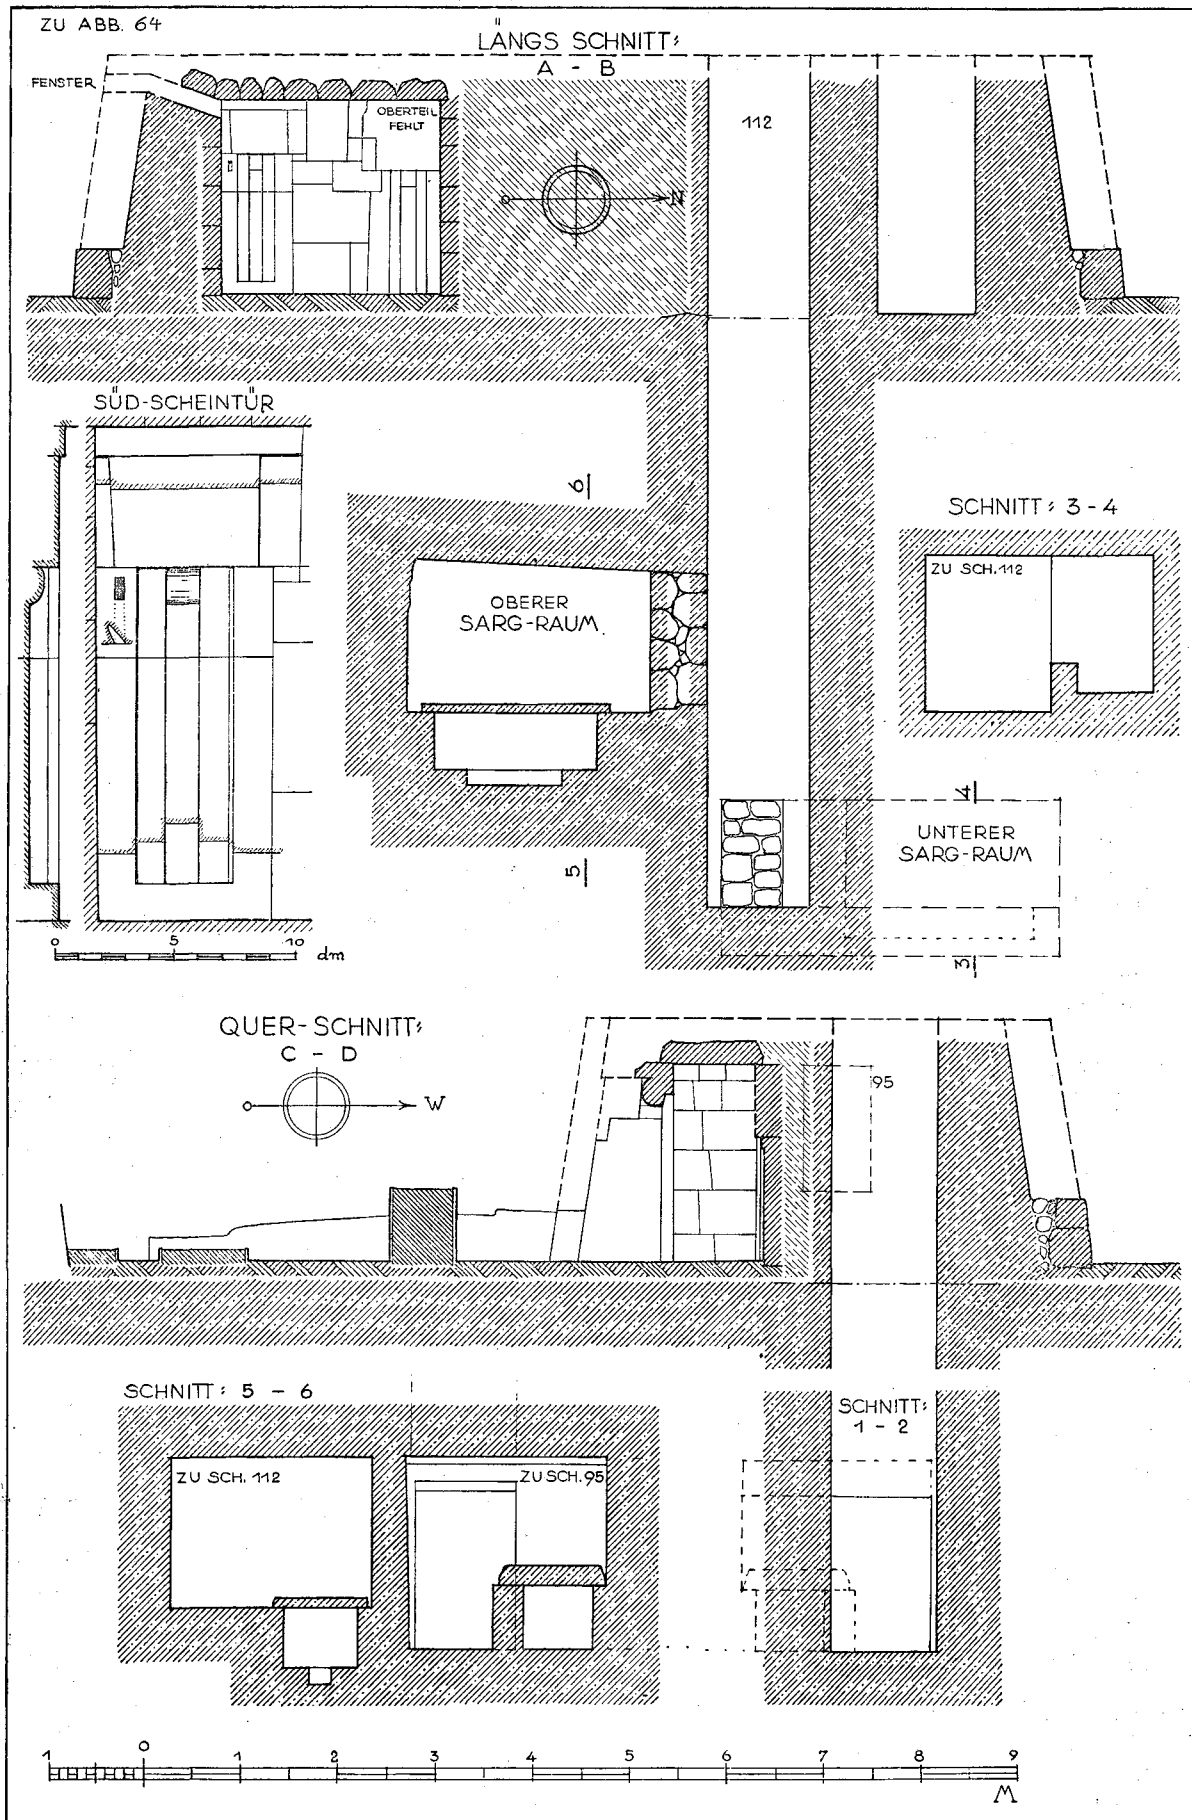 ZU ABB. 64
LÄNGS SCHNITT:
A - B
FENSTER
OBERTEIL
FEHLT
112
N
SÜD-SCHEINTÜR
6
SCHNITT: 3 - 4
ZU SCH. 112
OBERER
SARG-RAUM.
4
UNTERER
SARG-RAUM
5
3
0 5 10 dm
QUER-SCHNITT:
C - D
W
95
SCHNITT: 5 - 6
SCHNITT:
1 - 2
ZU SCH. 112
ZU SCH. 95
1 0 1 2 3 4 5 6 7 8 9
M